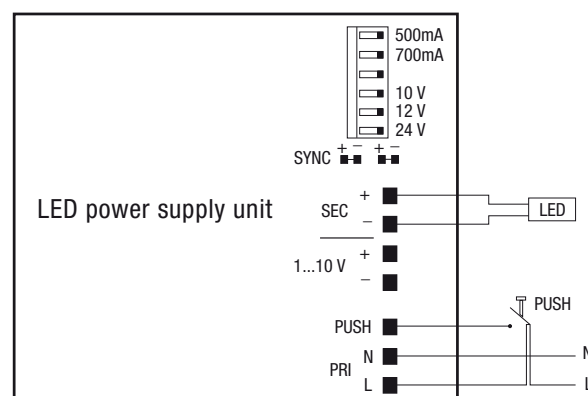 500mA
700mA
10 V
12 V
24 V
+ − + −
SYNC
LED power supply unit
SEC
+
−
LED
1...10 V
+
−
PUSH
PUSH
PRI
N
N
L
L